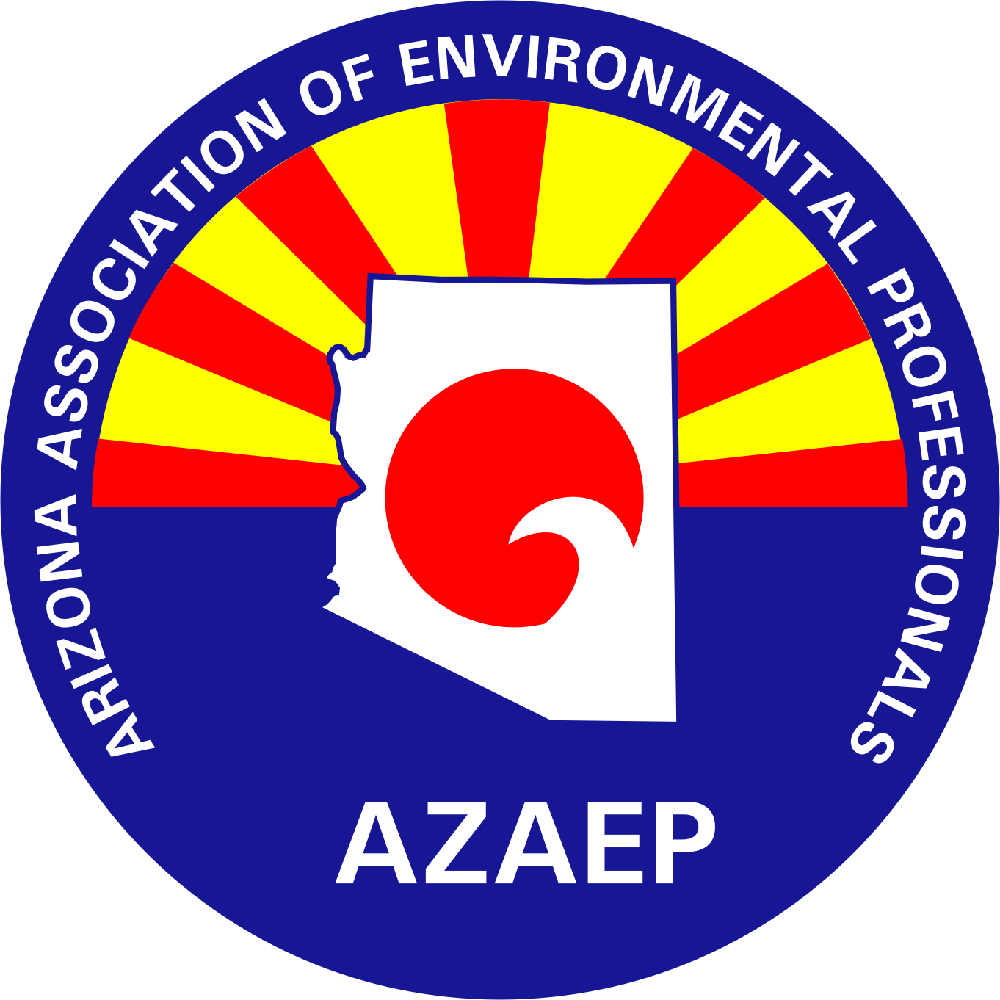 ARIZONA ASSOCIATION OF ENVIRONMENTAL PROFESSIONALS
AZAEP